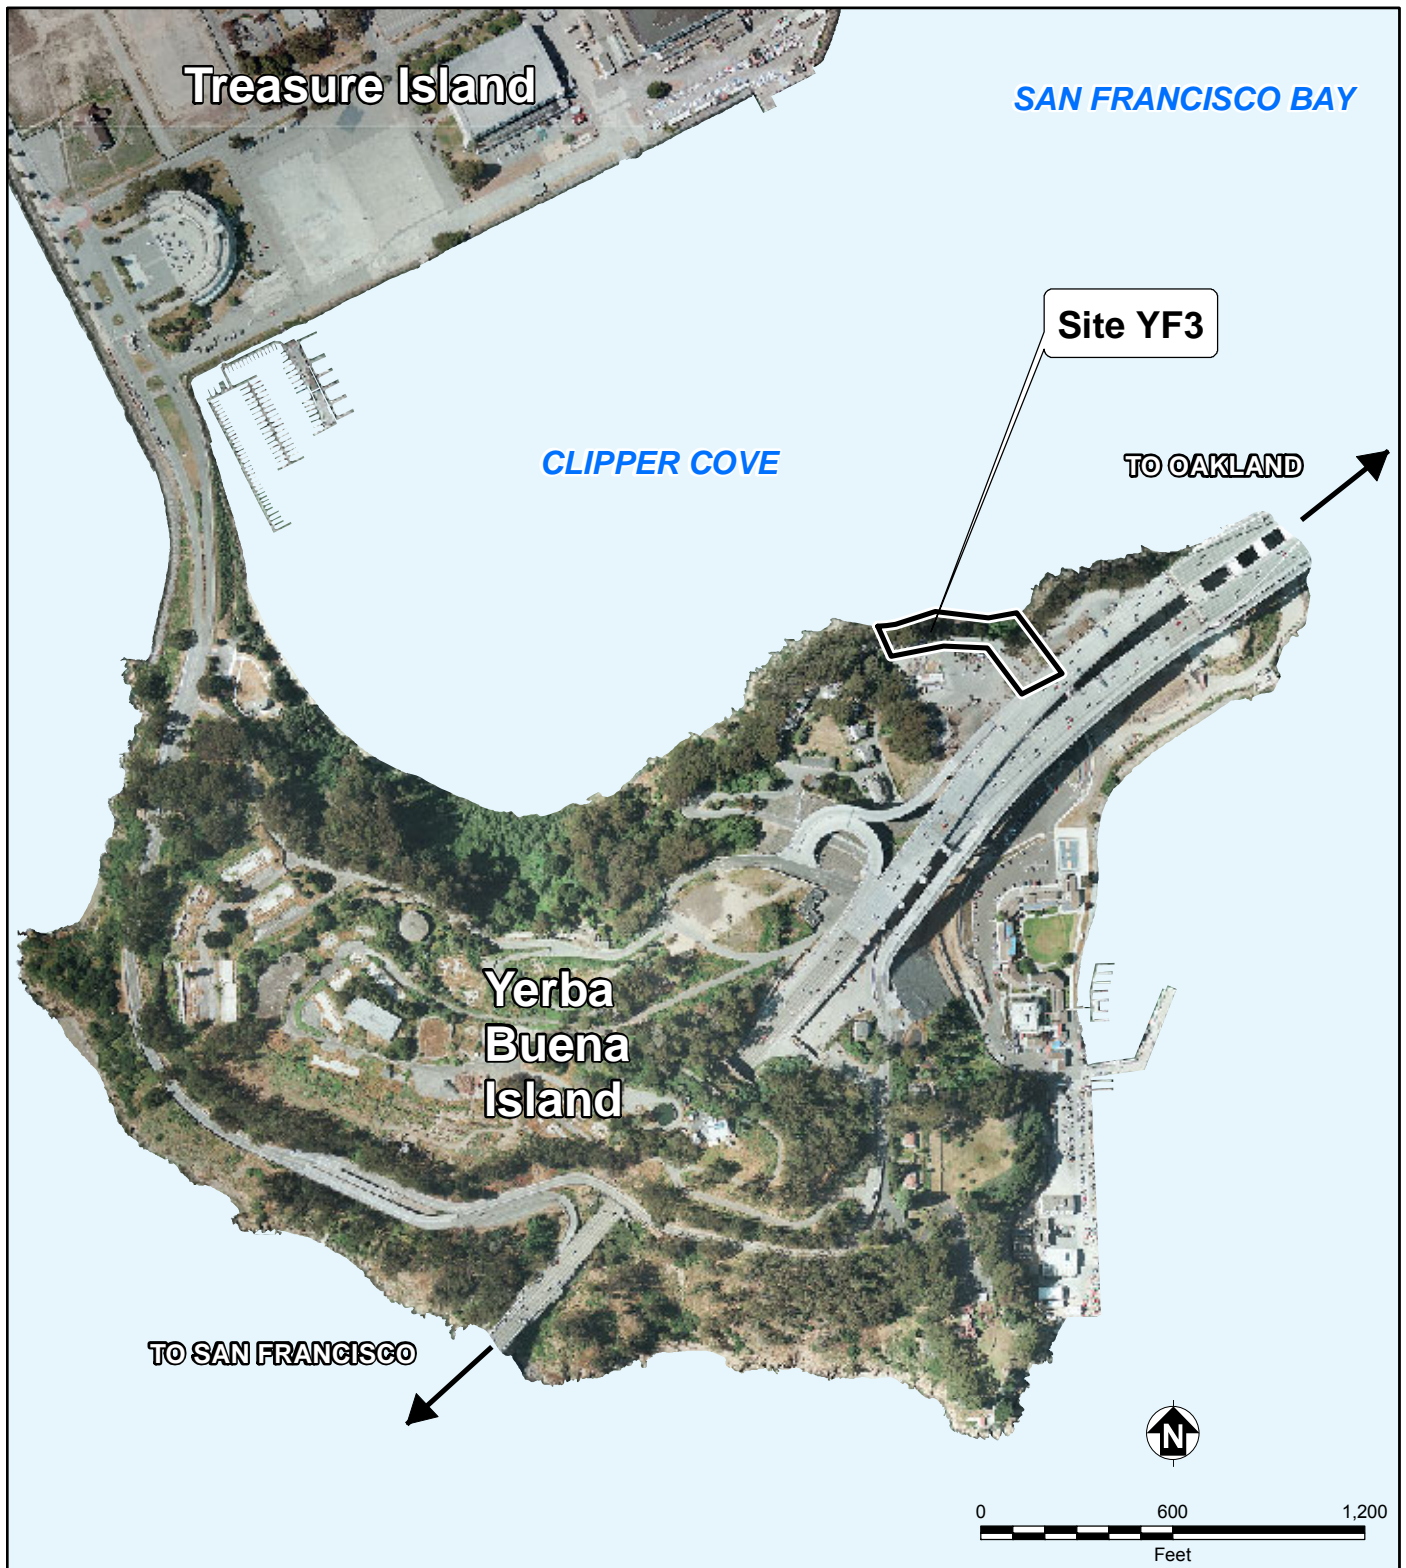 Treasure Island
SAN FRANCISCO BAY
Site YF3
CLIPPER COVE
TO OAKLAND
Yerba
Buena
Island
TO SAN FRANCISCO
N
0 600 1,200
Feet